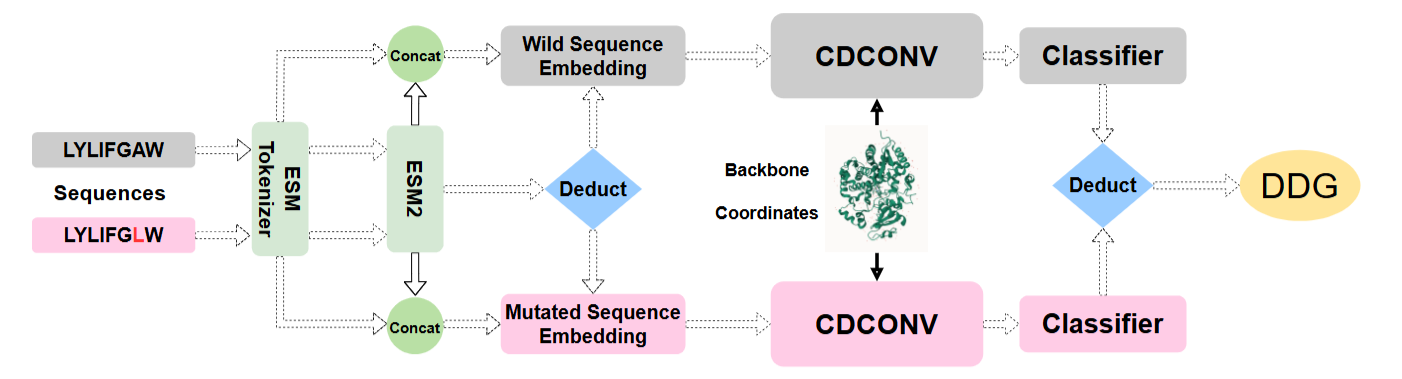 Concat
Wild Sequence
Embedding
CDCONV
Classifier
LYLIFGAW
Sequences
LYLIFGLW
ESM
Tokenizer
ESM2
Deduct
Backbone
Coordinates
Deduct
DDG
Concat
Mutated Sequence
Embedding
CDCONV
Classifier